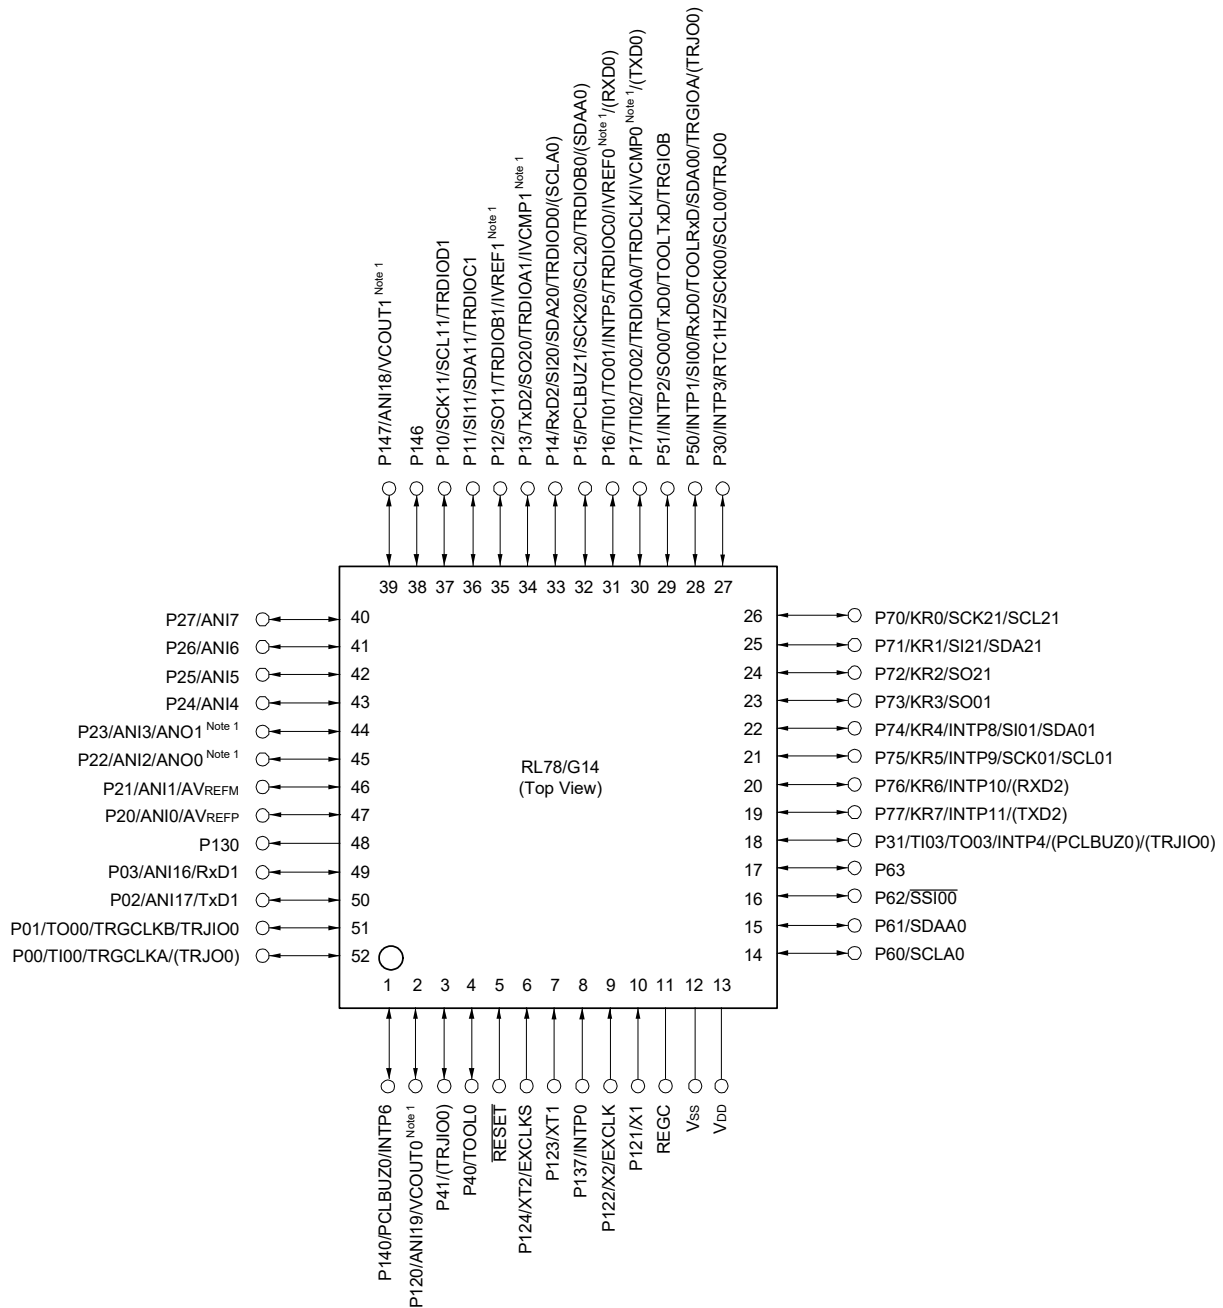 P147/ANI18/VCOUT1 Note 1
P146
P10/SCK11/SCL11/TRDIOD1
P11/SI11/SDA11/TRDIOC1
P12/SO11/TRDIOB1/IVREF1 Note 1
P13/TxD2/SO20/TRDIOA1/IVCMP1 Note 1
P14/RxD2/SI20/SDA20/TRDIOD0/(SCLA0)
P15/PCLBUZ1/SCK20/SCL20/TRDIOB0/(SDAA0)
P16/TI01/TO01/INTP5/TRDIOC0/IVREF0 Note 1/(RXD0)
P17/TI02/TO02/TRDIOA0/TRDCLK/IVCMP0 Note 1/(TXD0)
P51/INTP2/SO00/TxD0/TOOLTxD/TRGIOB
P50/INTP1/SI00/RxD0/TOOLRxD/SDA00/TRGIOA/(TRJO0)
P30/INTP3/RTC1HZ/SCK00/SCL00/TRJO0
39 38 37 36 35 34 33 32 31 30 29 28 27
P27/ANI7 40
P26/ANI6 41
P25/ANI5 42
P24/ANI4 43
P23/ANI3/ANO1 Note 1 44
P22/ANI2/ANO0 Note 1 45
P21/ANI1/AVREFM 46
P20/ANI0/AVREFP 47
P130 48
P03/ANI16/RxD1 49
P02/ANI17/TxD1 50
P01/TO00/TRGCLKB/TRJIO0 51
P00/TI00/TRGCLKA/(TRJO0) 52
RL78/G14
(Top View)
26 P70/KR0/SCK21/SCL21
25 P71/KR1/SI21/SDA21
24 P72/KR2/SO21
23 P73/KR3/SO01
22 P74/KR4/INTP8/SI01/SDA01
21 P75/KR5/INTP9/SCK01/SCL01
20 P76/KR6/INTP10/(RXD2)
19 P77/KR7/INTP11/(TXD2)
18 P31/TI03/TO03/INTP4/(PCLBUZ0)/(TRJIO0)
17 P63
16 P62/SSI00
15 P61/SDAA0
14 P60/SCLA0
1 2 3 4 5 6 7 8 9 10 11 12 13
P140/PCLBUZ0/INTP6
P120/ANI19/VCOUT0 Note 1
P41/(TRJIO0)
P40/TOOL0
RESET
P124/XT2/EXCLKS
P123/XT1
P137/INTP0
P122/X2/EXCLK
P121/X1
REGC
VSS
VDD